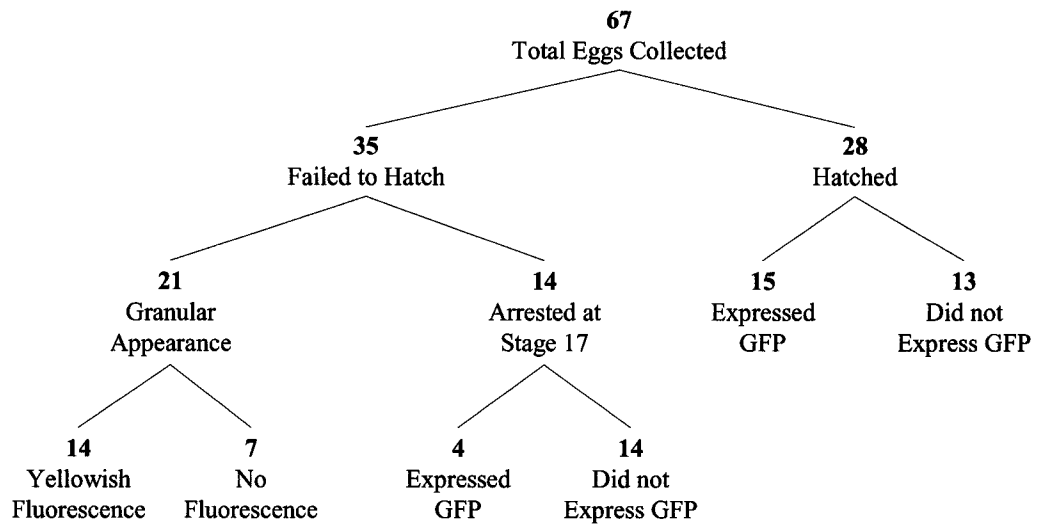 67
Total Eggs Collected
35
Failed to Hatch
28
Hatched
21
Granular
Appearance
14
Arrested at
Stage 17
15
Expressed
GFP
13
Did not
Express GFP
14
Yellowish
Fluorescence
7
No
Fluorescence
4
Expressed
GFP
14
Did not
Express GFP